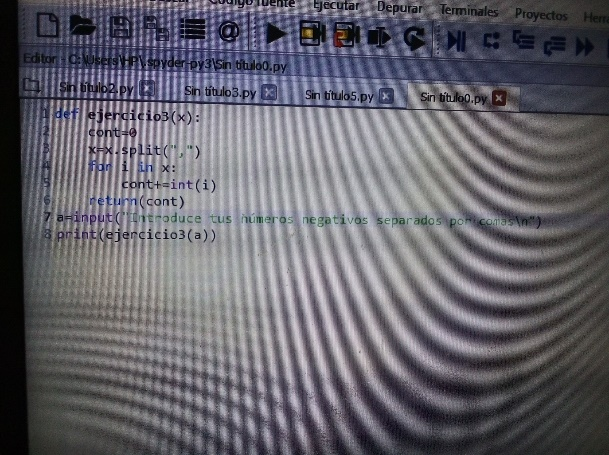 Código fuente Ejecutar Depurar Terminales Proyectos
Editor - C:\Users\HP\.spyder-py3\Sin título0.py
Sin título2.py Sin título3.py Sin título5.py Sin título0.py
1 def ejercicio3(x):
2 cont=0
3 x=x.split(",")
4 for i in x:
5 cont+=int(i)
6 return(cont)
7 a=input("Introduce tus números negativos separados por comas\n")
8 print(ejercicio3(a))